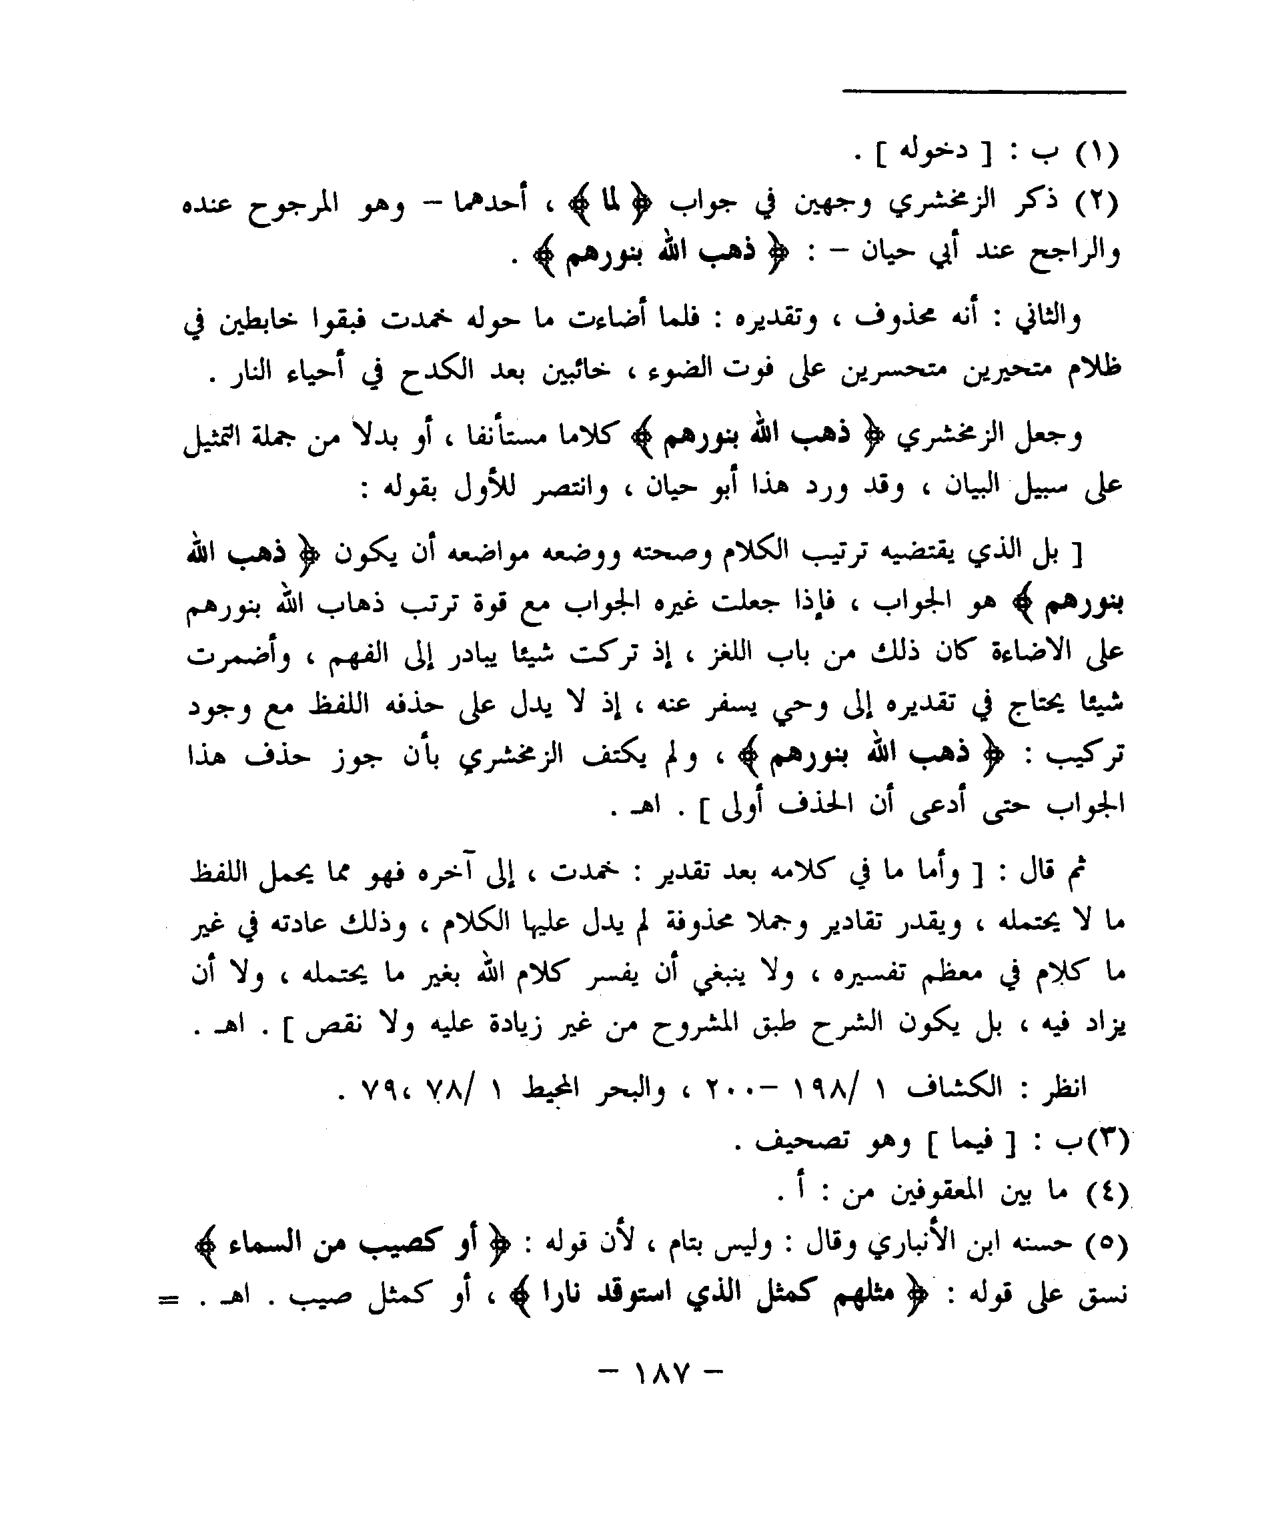 (١) ب : [ دخوله ] .
(٢) ذكر الزمخشري وجهين في جواب ﴿ لما ﴾ ، أحدهما – وهو المرجوح عنده
والراجح عند أبي حيان – : ﴿ ذهب الله بنورهم ﴾ .
والثاني : أنه محذوف ، وتقديره : فلما أضاءت ما حوله خمدت فبقوا خابطين في
ظلام متحيرين متحسرين على فوت الضوء ، خائبين بعد الكدح في أحياء النار .
وجعل الزمخشري ﴿ ذهب الله بنورهم ﴾ كلاما مستأنفا ، أو بدلا من جملة التمثيل
على سبيل البيان ، وقد ورد هذا أبو حيان ، وانتصر للأول بقوله :
[ بل الذي يقتضيه ترتيب الكلام وصحته ووضعه مواضعه أن يكون ﴿ ذهب الله
بنورهم ﴾ هو الجواب ، فإذا جعلت غيره الجواب مع قوة ترتب ذهاب الله بنورهم
على الاضاءة كان ذلك من باب اللغز ، إذ تركت شيئا يبادر إلى الفهم ، وأضمرت
شيئا يحتاج في تقديره إلى وحي يسفر عنه ، إذ لا يدل على حذفه اللفظ مع وجود
تركيب : ﴿ ذهب الله بنورهم ﴾ ، ولم يكتف الزمخشري بأن جوز حذف هذا
الجواب حتى أدعى أن الحذف أولى ] . اهـ .
ثم قال : [ وأما ما في كلامه بعد تقدير : خمدت ، إلى آخره فهو مما يحمل اللفظ
ما لا يحتمله ، ويقدر تقادير وجملا محذوفة لم يدل عليها الكلام ، وذلك عادته في غير
ما كلام في معظم تفسيره ، ولا ينبغي أن يفسر كلام الله بغير ما يحتمله ، ولا أن
يزاد فيه ، بل يكون الشرح طبق المشروح من غير زيادة عليه ولا نقص ] . اهـ .
انظر : الكشاف ١ /١٩٨ –٢٠٠ ، والبحر المحيط ١ /٧٨ ،٧٩ .
(٣)ب : [ فيما ] وهو تصحيف .
(٤) ما بين المعقوفين من : أ .
(٥) حسنه ابن الأنباري وقال : وليس بتام ، لأن قوله : ﴿ أو كصيب من السماء ﴾
نسق على قوله : ﴿ مثلهم كمثل الذي استوقد نارا ﴾ ، أو كمثل صيب . اهـ . =
– ١٨٧ –